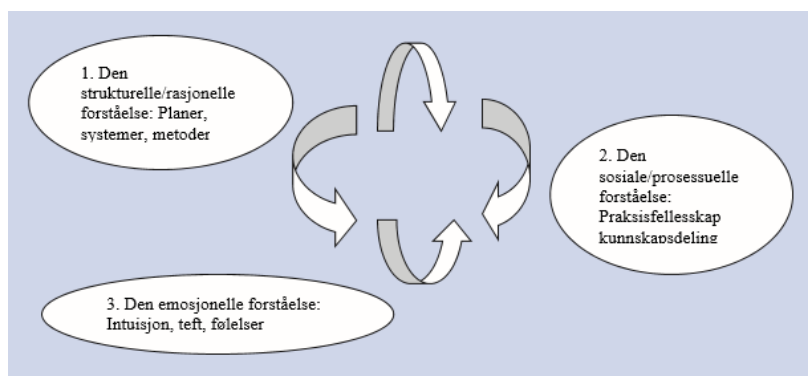 1. Den
strukturelle/rasjonelle
forståelse: Planer,
systemer, metoder
2. Den
sosiale/prosessuelle
forståelse:
Praksisfellesskap
kunnskapsdeling
3. Den emosjonelle forståelse:
Intuisjon, teft, følelser